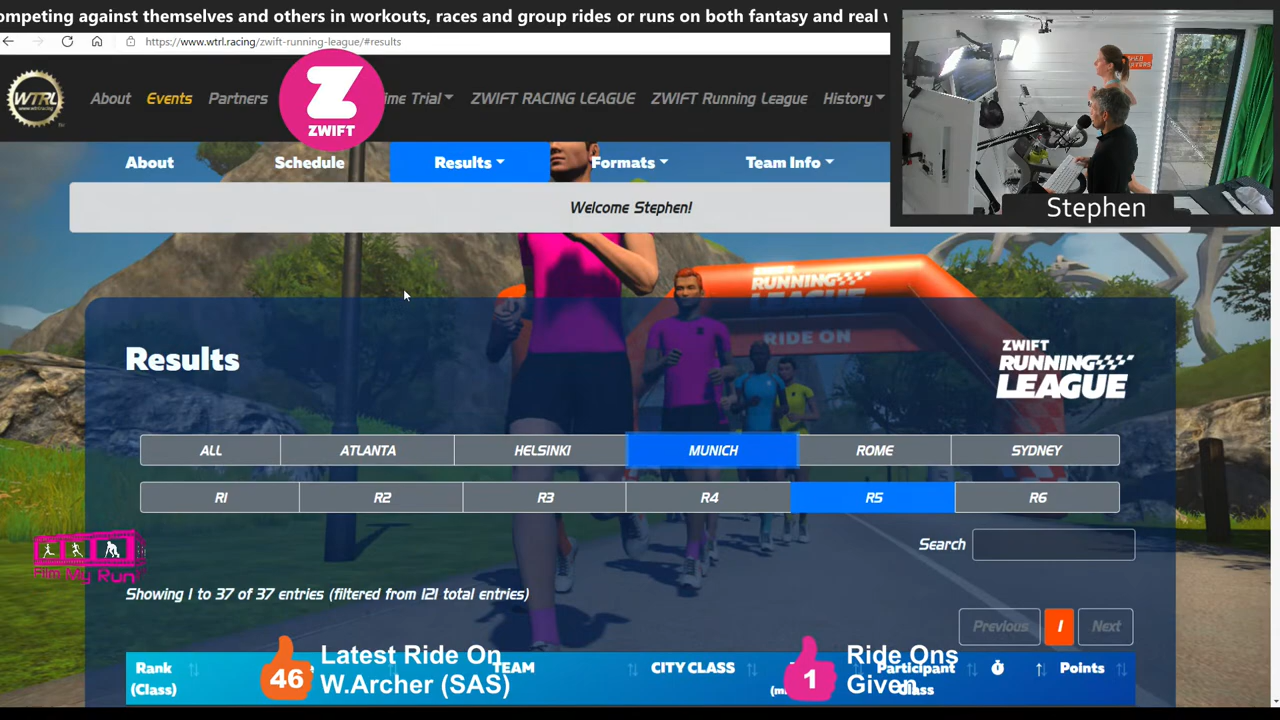 ompeting against themselves and others in workouts, races and group rides or runs on both fantasy and real
https://www.wtrl.racing/zwift-running-league/#results
WTRL
About Events Partners ime Trial ZWIFT RACING LEAGUE ZWIFT Running League History
ZWIFT
About Schedule Results Formats Team Info
Stephen
Welcome Stephen!
ZWIFT
RUNNING
LEAGUE
RIDE ON
Results
ZWIFT
RUNNING
LEAGUE
ALL ATLANTA HELSINKI MUNICH ROME SYDNEY
R1 R2 R3 R4 R5 R6
Search
Film My Run
Showing 1 to 37 of 37 entries (filtered from 121 total entries)
Previous 1 Next
46 Latest Ride On
W.Archer (SAS)
1 Ride Ons
Given
Rank
(Class)
TEAM CITY CLASS Participant
Class
Points